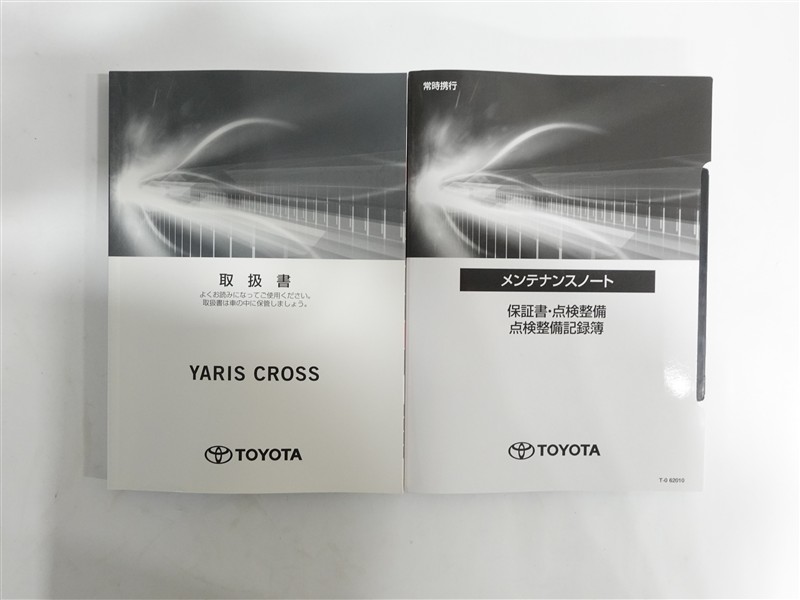 取扱書
よくお読みになってご使用ください。
取扱書は車の中に保管しましょう。
YARIS CROSS
TOYOTA
常時携行
メンテナンスノート
保証書・点検整備
点検整備記録簿
TOYOTA
T-0 62010